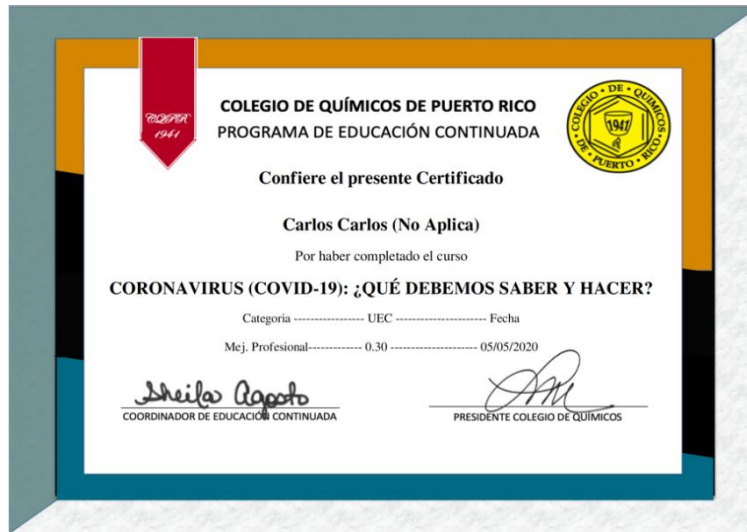 CQPR
1941
COLEGIO DE QUÍMICOS DE PUERTO RICO
PROGRAMA DE EDUCACIÓN CONTINUADA
COLEGIO • DE • QUIMICOS • DE • PUERTO • RICO
1941
Confiere el presente Certificado
Carlos Carlos (No Aplica)
Por haber completado el curso
CORONAVIRUS (COVID-19): ¿QUÉ DEBEMOS SABER Y HACER?
Categoria ----------------- UEC ---------------------- Fecha
Mej. Profesional------------- 0.30 --------------------- 05/05/2020
Sheila Agosto
COORDINADOR DE EDUCACIÓN CONTINUADA
PRESIDENTE COLEGIO DE QUÍMICOS